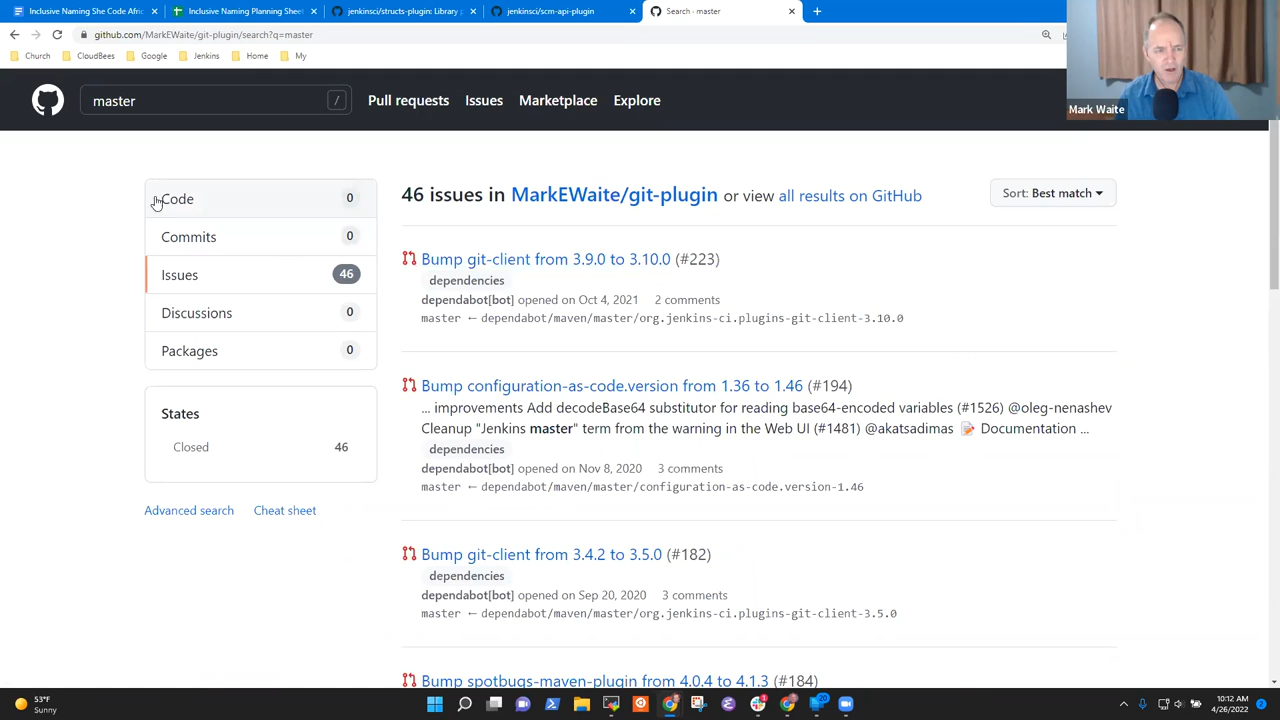 Inclusive Naming She Code Afric
Inclusive Naming Planning Sheet
jenkinsci/structs-plugin: Library p
jenkinsci/scm-api-plugin
Search · master
github.com/MarkEWaite/git-plugin/search?q=master
Church
CloudBees
Google
Jenkins
Home
My
master
/
Pull requests
Issues
Marketplace
Explore
Mark Waite
Code 0
Commits 0
Issues 46
Discussions 0
Packages 0
States
Closed 46
Advanced search
Cheat sheet
46 issues in MarkEWaite/git-plugin or view all results on GitHub
Sort: Best match
Bump git-client from 3.9.0 to 3.10.0 (#223)
dependencies
dependabot[bot] opened on Oct 4, 2021 2 comments
master ← dependabot/maven/master/org.jenkins-ci.plugins-git-client-3.10.0
Bump configuration-as-code.version from 1.36 to 1.46 (#194)
... improvements Add decodeBase64 substitutor for reading base64-encoded variables (#1526) @oleg-nenashev
Cleanup "Jenkins master" term from the warning in the Web UI (#1481) @akatsadimas 📝 Documentation ...
dependencies
dependabot[bot] opened on Nov 8, 2020 3 comments
master ← dependabot/maven/master/configuration-as-code.version-1.46
Bump git-client from 3.4.2 to 3.5.0 (#182)
dependencies
dependabot[bot] opened on Sep 20, 2020 3 comments
master ← dependabot/maven/master/org.jenkins-ci.plugins-git-client-3.5.0
Bump spotbugs-maven-plugin from 4.0.4 to 4.1.3 (#184)
53°F
Sunny
10:12 AM
4/26/2022